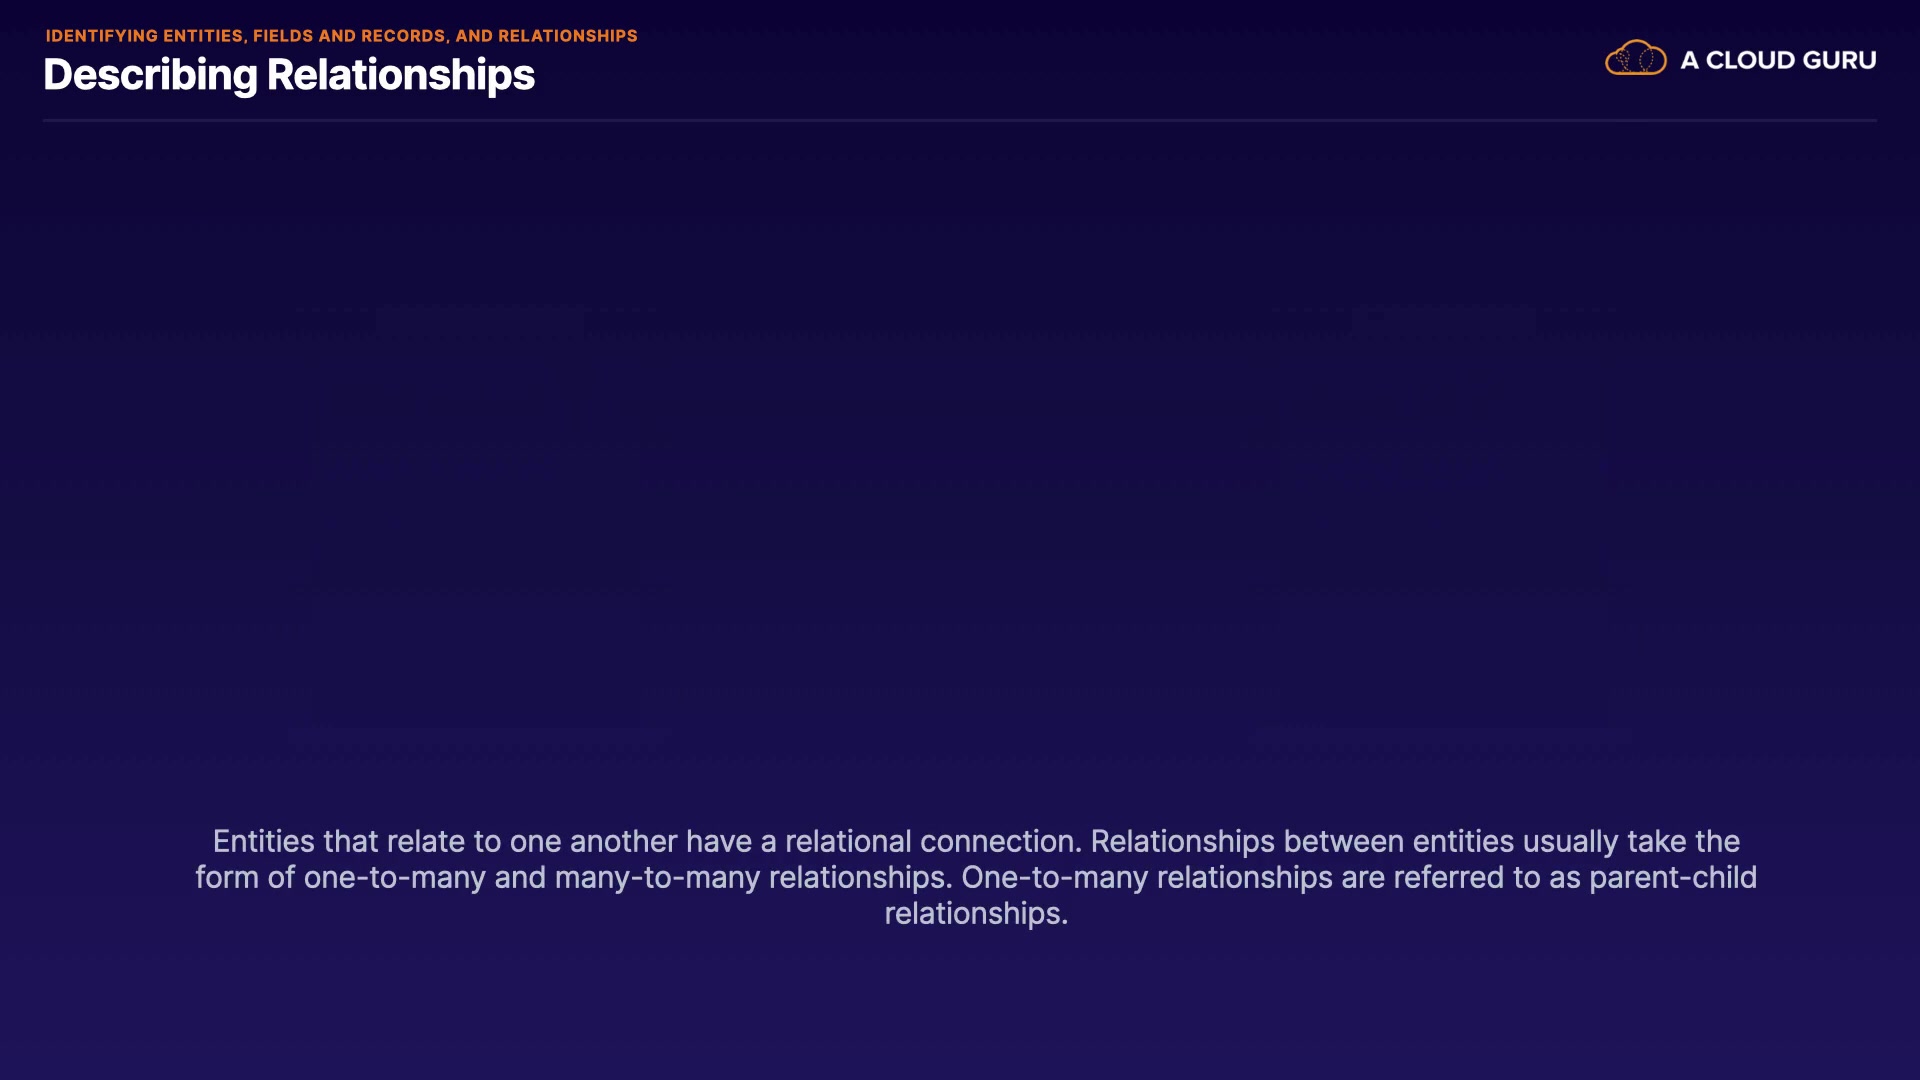 IDENTIFYING ENTITIES, FIELDS AND RECORDS, AND RELATIONSHIPS
Describing Relationships
A CLOUD GURU
Entities that relate to one another have a relational connection. Relationships between entities usually take the
form of one-to-many and many-to-many relationships. One-to-many relationships are referred to as parent-child
relationships.